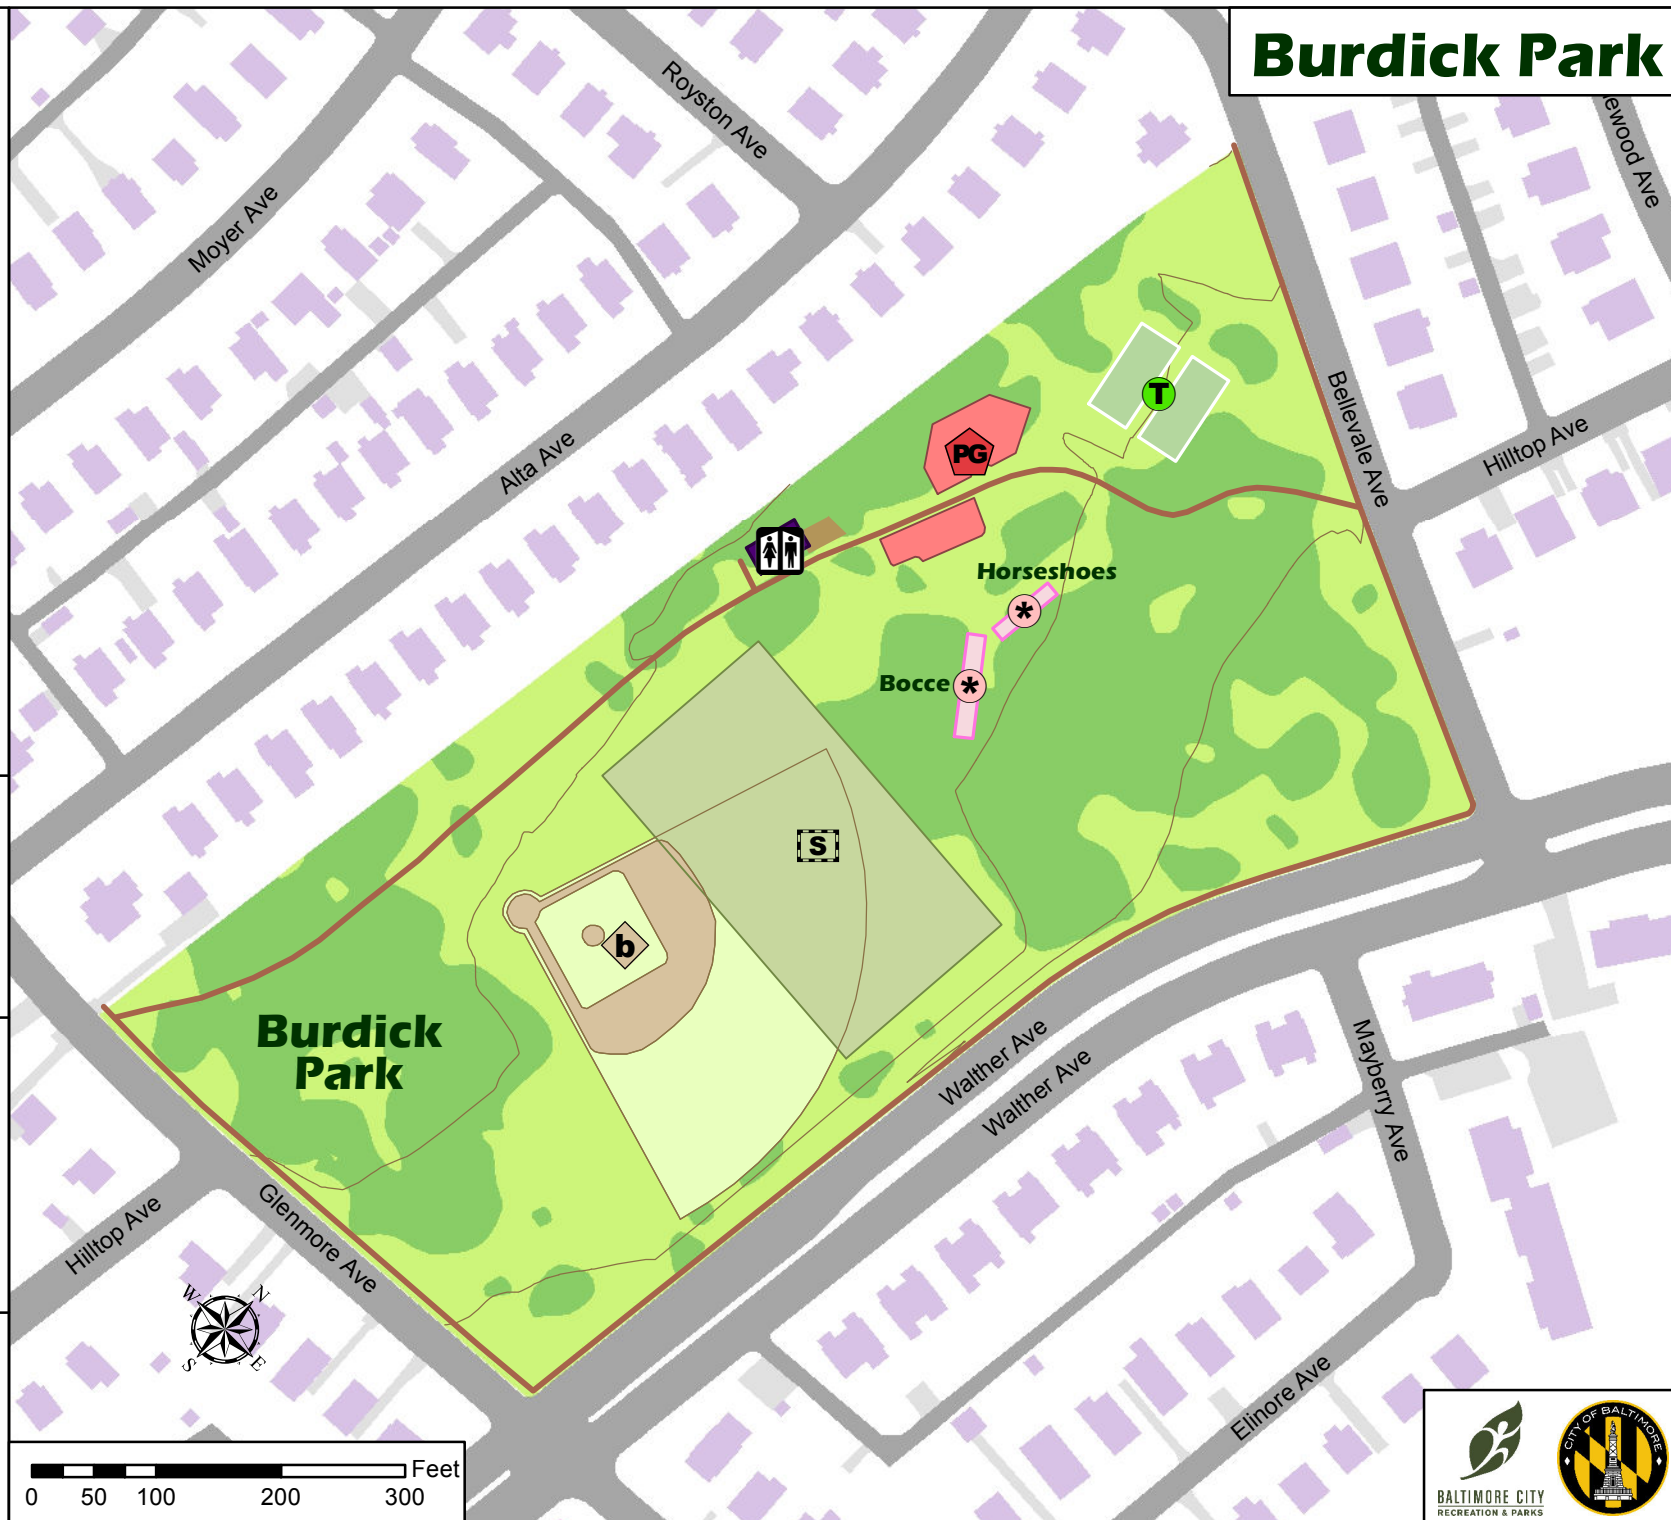 Burdick Park
Royston Ave
ewood Ave
Moyer Ave
Alta Ave
Bellevale Ave
Hilltop Ave
T
PG
Horseshoes
*
Bocce
*
S
b
Burdick
Park
Walther Ave
Walther Ave
Mayberry Ave
Hilltop Ave
Glenmore Ave
W
N
S
E
Elinore Ave
Feet
0 50 100 200 300
BALTIMORE CITY
RECREATION & PARKS
CITY OF BALTIMORE